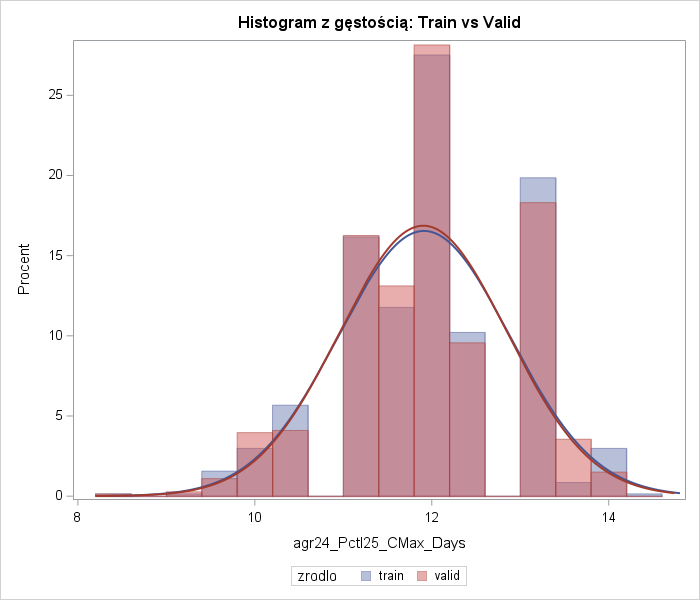 Histogram z gęstością: Train vs Valid
Procent
25
20
15
10
5
0
8 10 12 14
agr24_Pctl25_CMax_Days
zrodlo train valid